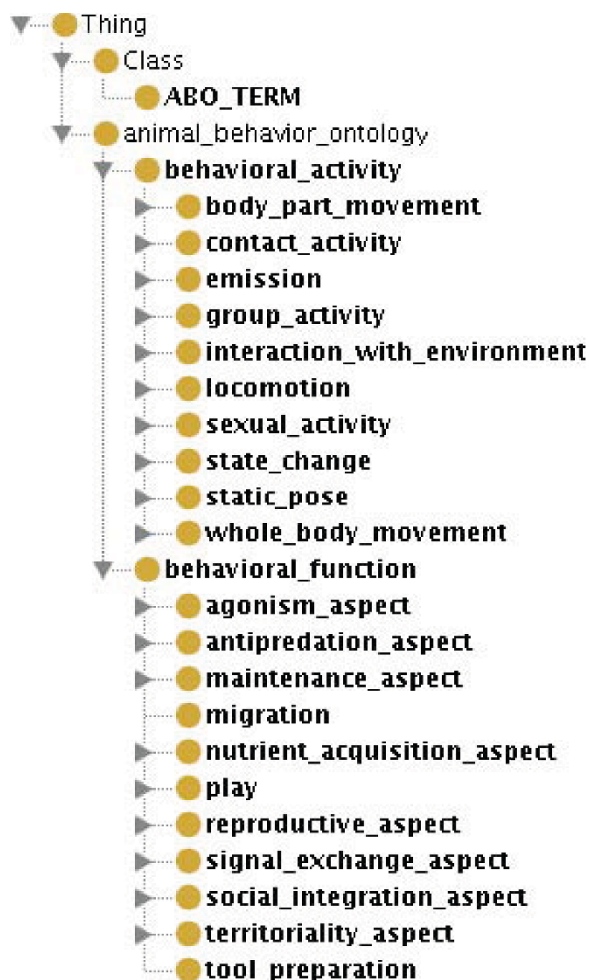 Thing
Class
ABO_TERM
animal_behavior_ontology
behavioral_activity
body_part_movement
contact_activity
emission
group_activity
interaction_with_environment
locomotion
sexual_activity
state_change
static_pose
whole_body_movement
behavioral_function
agonism_aspect
antipredation_aspect
maintenance_aspect
migration
nutrient_acquisition_aspect
play
reproductive_aspect
signal_exchange_aspect
social_integration_aspect
territoriality_aspect
tool_preparation